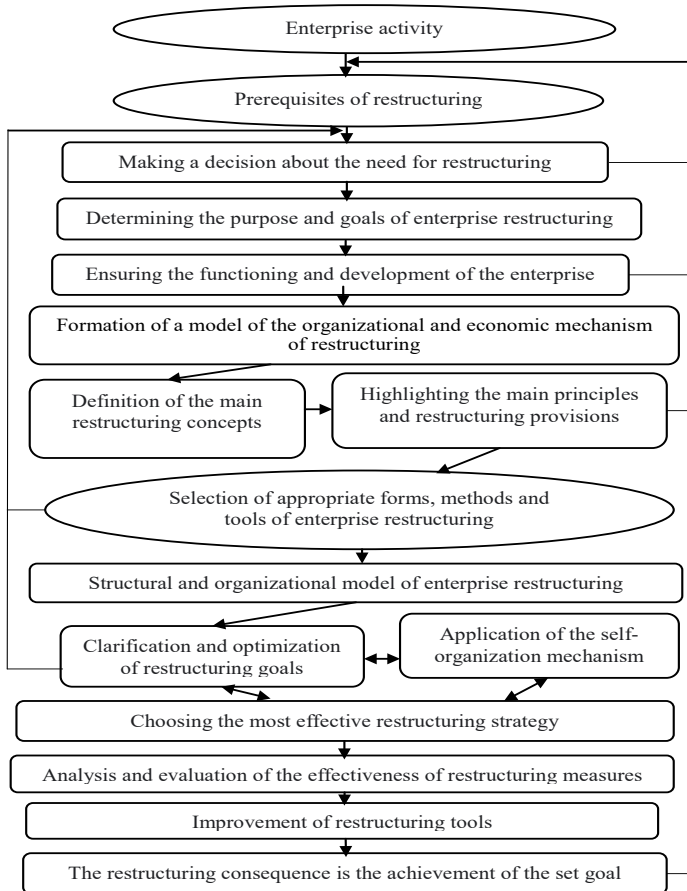 Enterprise activity
Prerequisites of restructuring
Making a decision about the need for restructuring
Determining the purpose and goals of enterprise restructuring
Ensuring the functioning and development of the enterprise
Formation of a model of the organizational and economic mechanism
of restructuring
Definition of the main
restructuring concepts
Highlighting the main principles
and restructuring provisions
Selection of appropriate forms, methods and
tools of enterprise restructuring
Structural and organizational model of enterprise restructuring
Clarification and optimization
of restructuring goals
Application of the self-
organization mechanism
Choosing the most effective restructuring strategy
Analysis and evaluation of the effectiveness of restructuring measures
Improvement of restructuring tools
The restructuring consequence is the achievement of the set goal